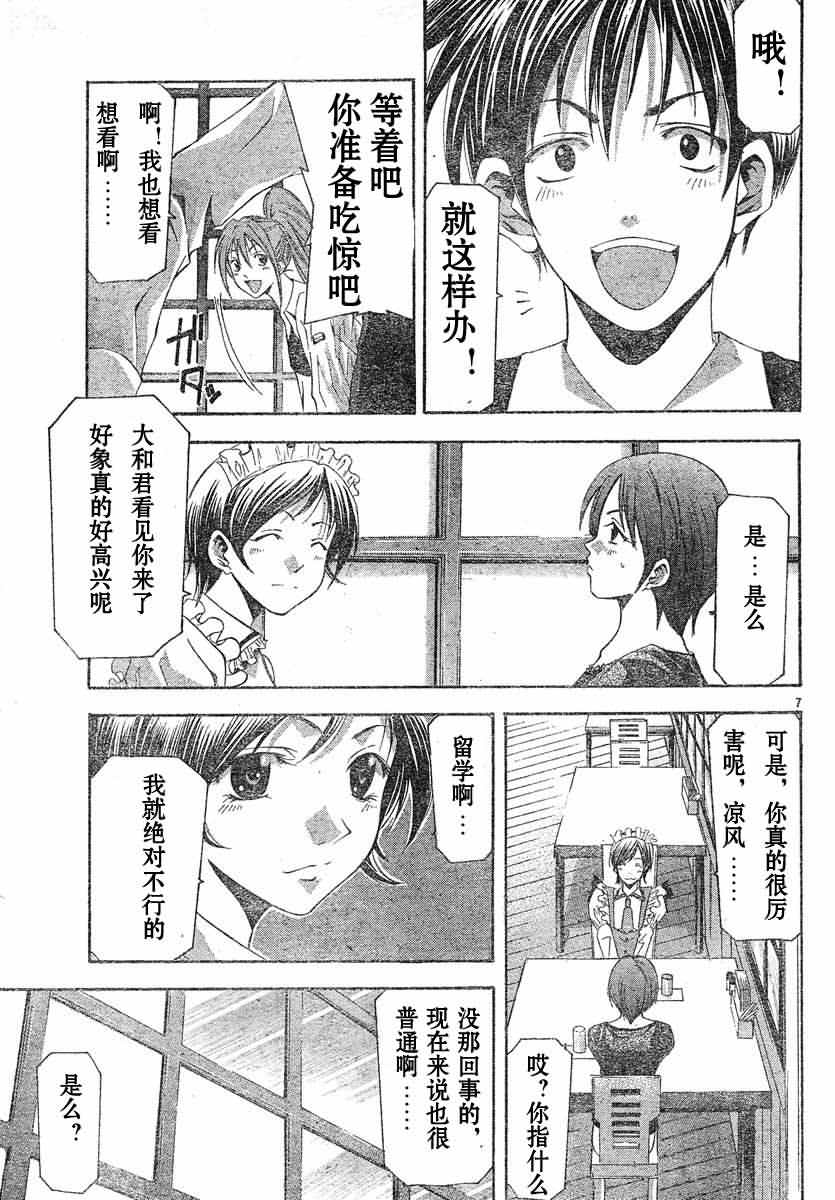 哦！
就这样办！
等着吧
你准备吃惊吧
啊！我也想看
想看啊……
ガタン
是…是么
大和君看见你来了
好象真的好高兴呢
7
可是，你真的很厉
害呢，凉风……
哎？你指什么
留学啊…
我就绝对不行的
没那回事的，
现在来说也很
普通啊……
是么？